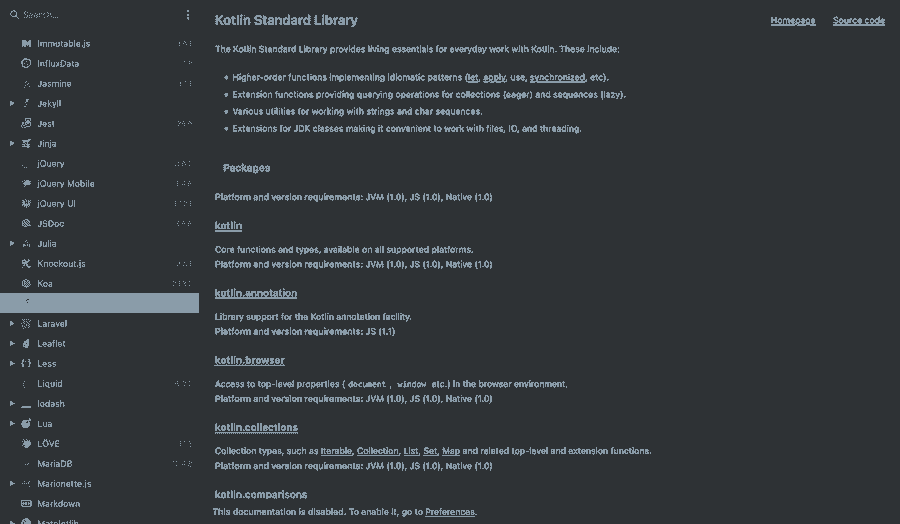 Search...
Immutable.js
InfluxData
Jasmine
Jekyll
Jest
Jinja
jQuery
jQuery Mobile
jQuery UI
JSDoc
Julia
Knockout.js
Koa
Laravel
Leaflet
Less
Liquid
lodash
Lua
LÖVE
MariaDB
Marionette.js
Markdown
Matplotlib
Kotlin Standard Library
Homepage Source code
The Kotlin Standard Library provides living essentials for everyday work with Kotlin. These include:
• Higher-order functions implementing idiomatic patterns (let, apply, use, synchronized, etc).
• Extension functions providing querying operations for collections (eager) and sequences (lazy).
• Various utilities for working with strings and char sequences.
• Extensions for JDK classes making it convenient to work with files, IO, and threading.
Packages
Platform and version requirements: JVM (1.0), JS (1.0), Native (1.0)
kotlin
Core functions and types, available on all supported platforms.
Platform and version requirements: JVM (1.0), JS (1.0), Native (1.0)
kotlin.annotation
Library support for the Kotlin annotation facility.
Platform and version requirements: JS (1.1)
kotlin.browser
Access to top-level properties ( document , window etc.) in the browser environment.
Platform and version requirements: JVM (1.0), JS (1.0), Native (1.0)
kotlin.collections
Collection types, such as Iterable, Collection, List, Set, Map and related top-level and extension functions.
Platform and version requirements: JVM (1.0), JS (1.0), Native (1.0)
kotlin.comparisons
This documentation is disabled. To enable it, go to Preferences.